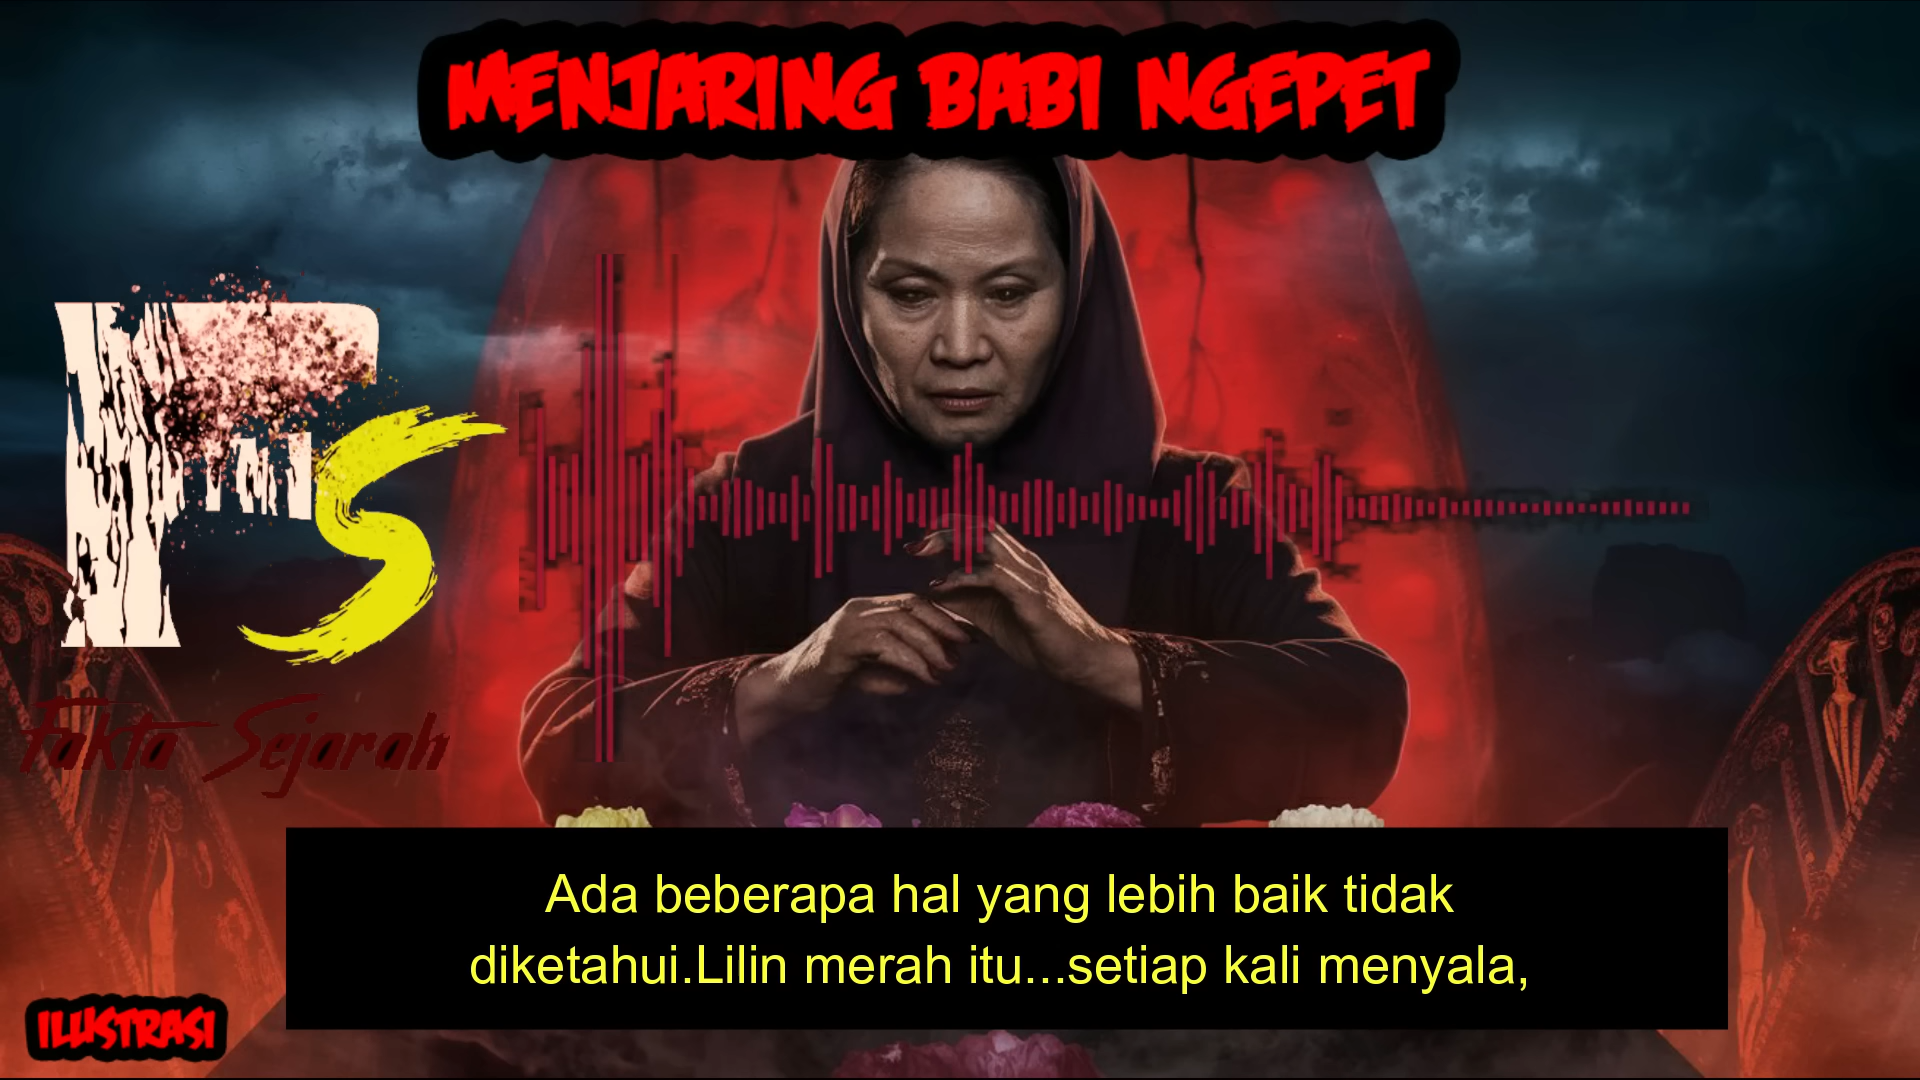 MENJARING BABI NGEPET
FS
Fakta Sejarah
Ada beberapa hal yang lebih baik tidak
diketahui.Lilin merah itu...setiap kali menyala,
ILUSTRASI